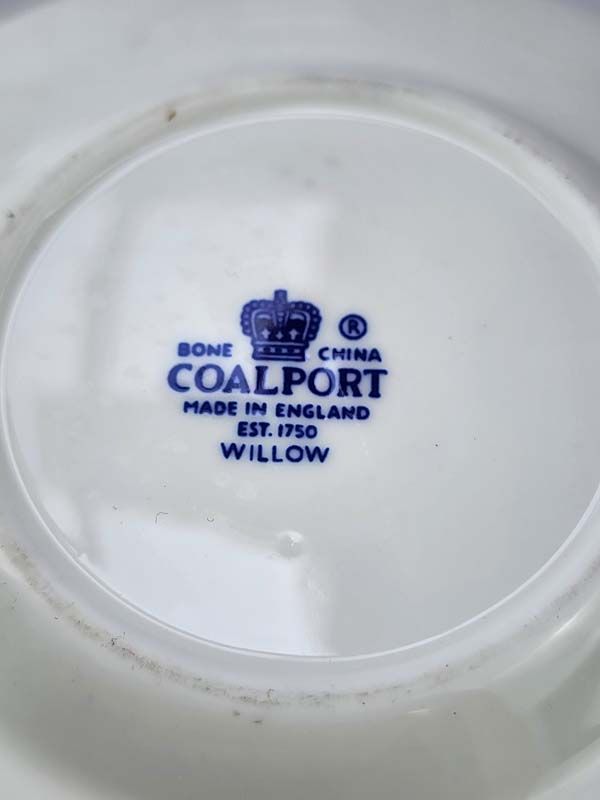 ®
BONE CHINA
COALPORT
MADE IN ENGLAND
EST. 1750
WILLOW